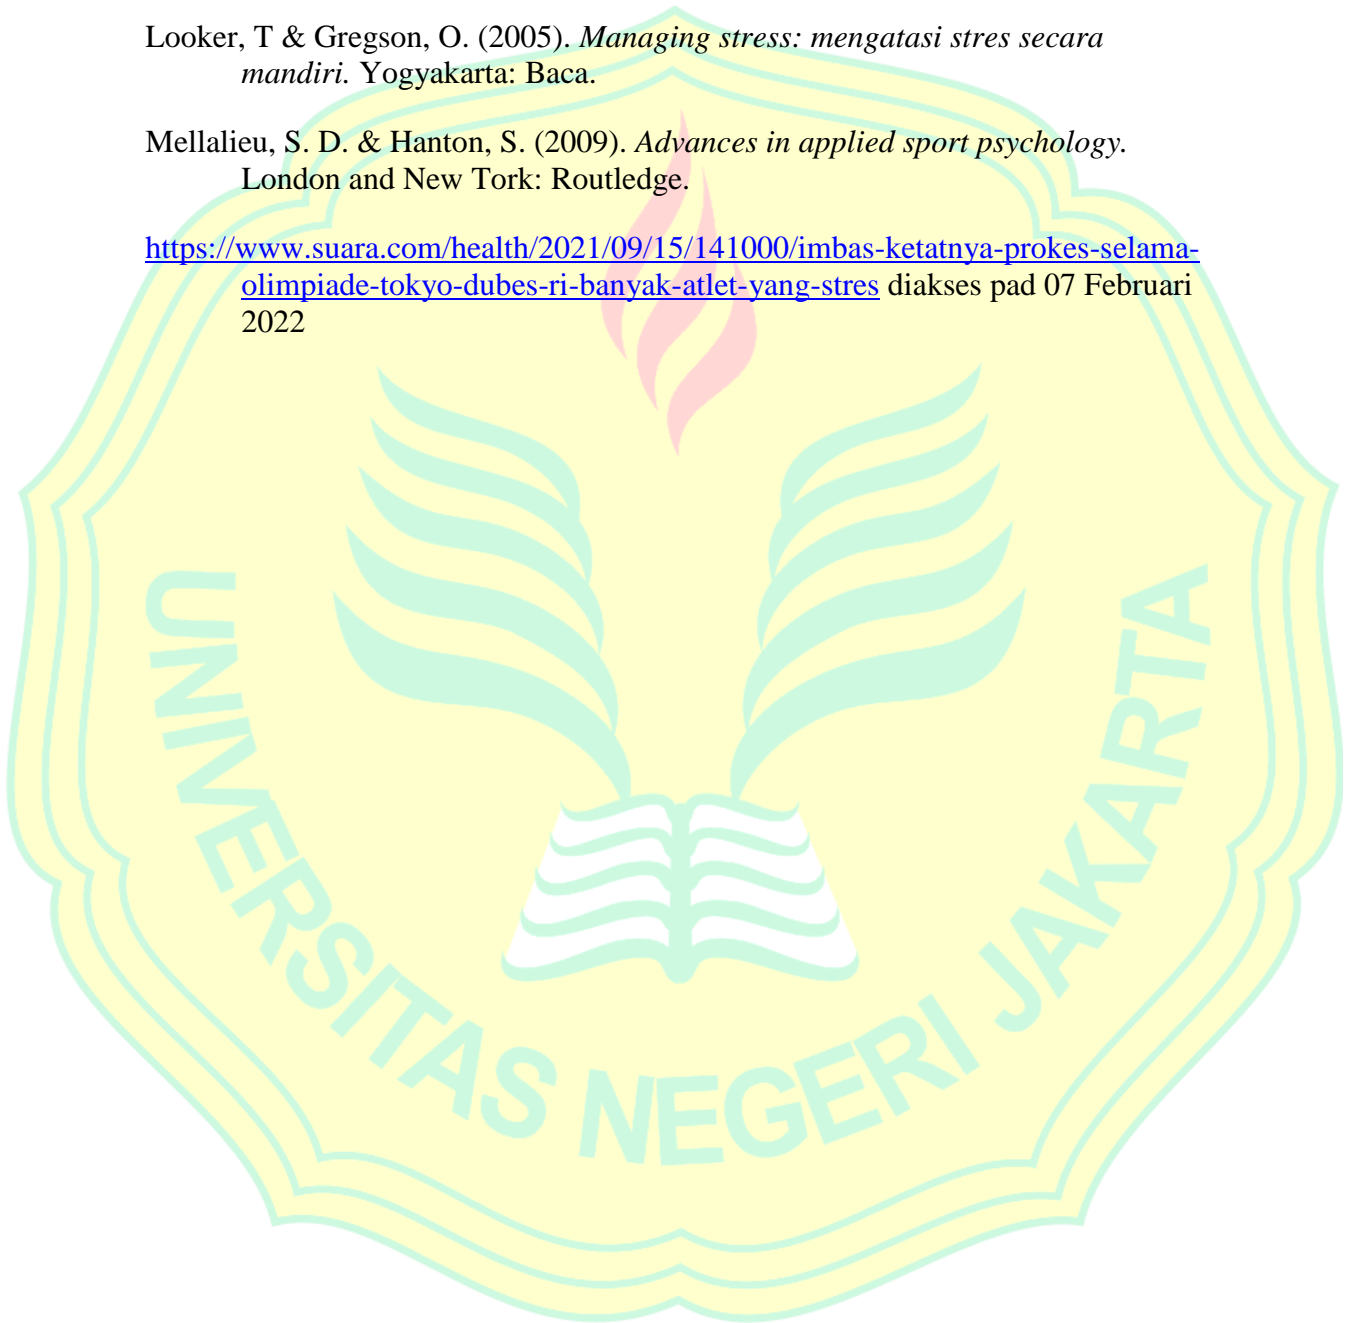 Looker, T & Gregson, O. (2005). Managing stress: mengatasi stres secara
mandiri. Yogyakarta: Baca.
Mellalieu, S. D. & Hanton, S. (2009). Advances in applied sport psychology.
London and New Tork: Routledge.
https://www.suara.com/health/2021/09/15/141000/imbas-ketatnya-prokes-selama-
olimpiade-tokyo-dubes-ri-banyak-atlet-yang-stres diakses pad 07 Februari
2022
UNIVERSITAS NEGERI JAKARTA